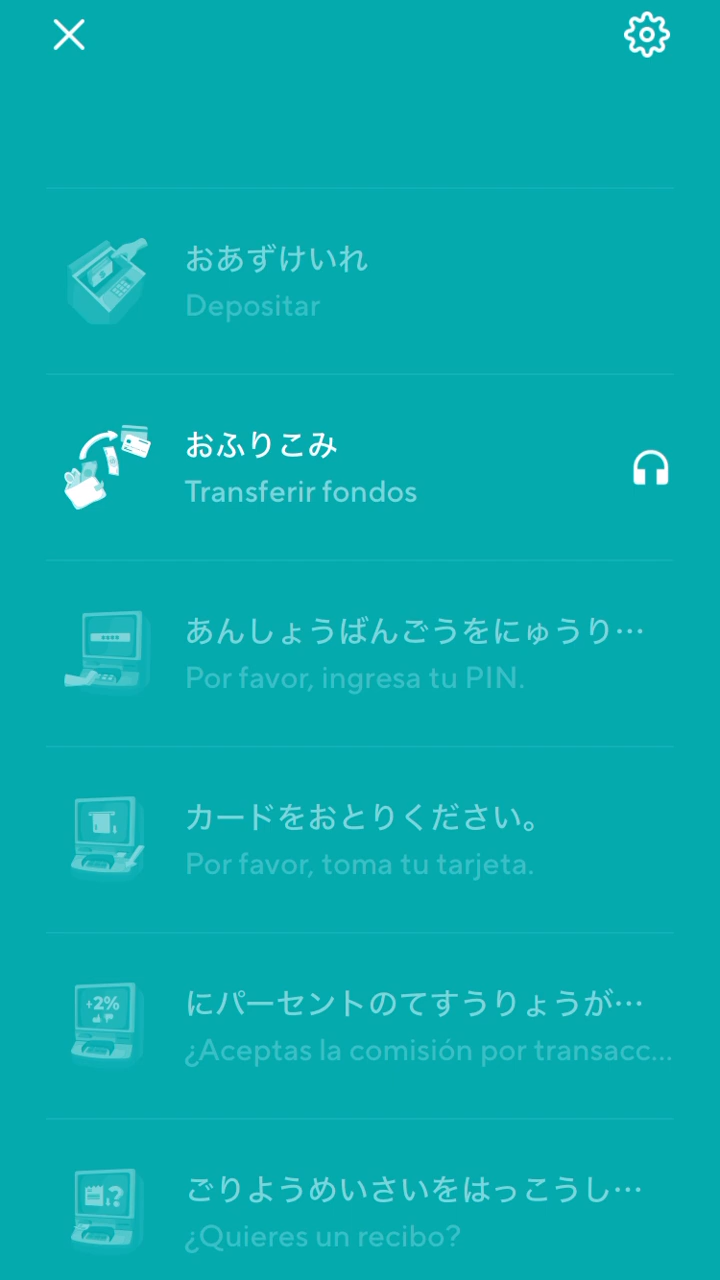 おあずけいれ
Depositar
おふりこみ
Transferir fondos
あんしょうばんごうをにゅうり…
Por favor, ingresa tu PIN.
カードをおとりください。
Por favor, toma tu tarjeta.
+2%
にパーセントのてすうりょうが…
¿Aceptas la comisión por transacc...
?
ごりようめいさいをはっこうし…
¿Quieres un recibo?